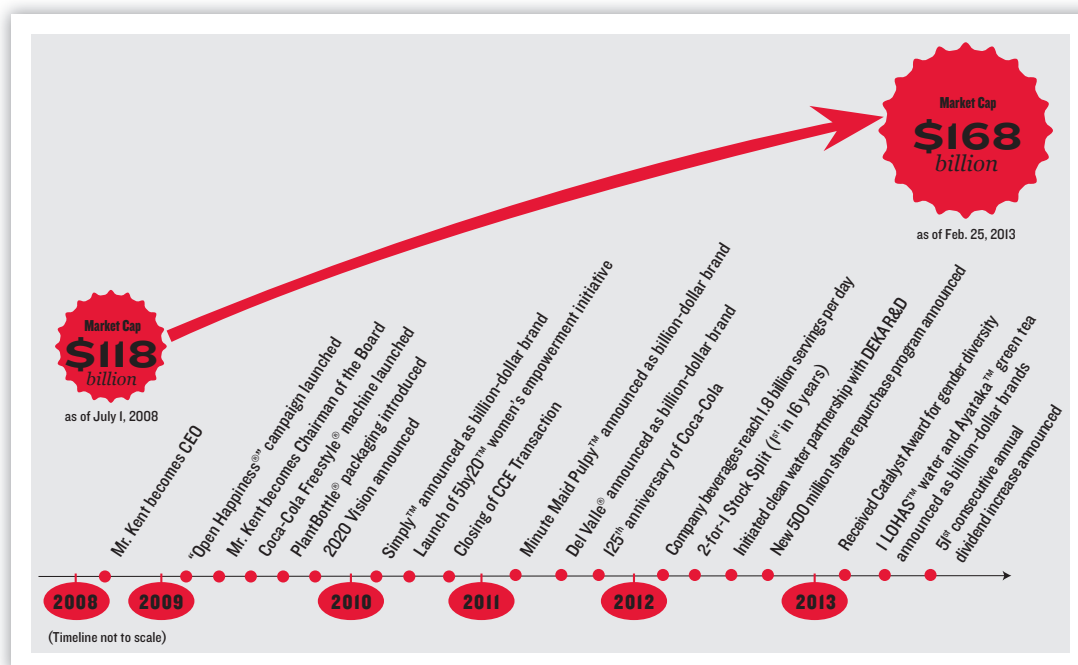 Market Cap
$168
billion
as of Feb. 25, 2013
Market Cap
$118
billion
as of July 1, 2008
Mr. Kent becomes CEO
“Open Happiness®” campaign launched
Mr. Kent becomes Chairman of the Board
Coca-Cola Freestyle® machine launched
PlantBottle® packaging introduced
2020 Vision announced
Simply™ announced as billion-dollar brand
Launch of 5by20™ women’s empowerment initiative
Closing of CCE Transaction
Minute Maid Pulpy™ announced as billion-dollar brand
Del Valle® announced as billion-dollar brand
125th anniversary of Coca-Cola
Company beverages reach 1.8 billion servings per day
2-for-1 Stock Split (1st in 16 years)
Initiated clean water partnership with DEKA R&D
New 500 million share repurchase program announced
Received Catalyst Award for gender diversity
I LOHAS™ water and Ayataka™ green tea
announced as billion-dollar brands
51st consecutive annual
dividend increase announced
2008
2009
2010
2011
2012
2013
(Timeline not to scale)